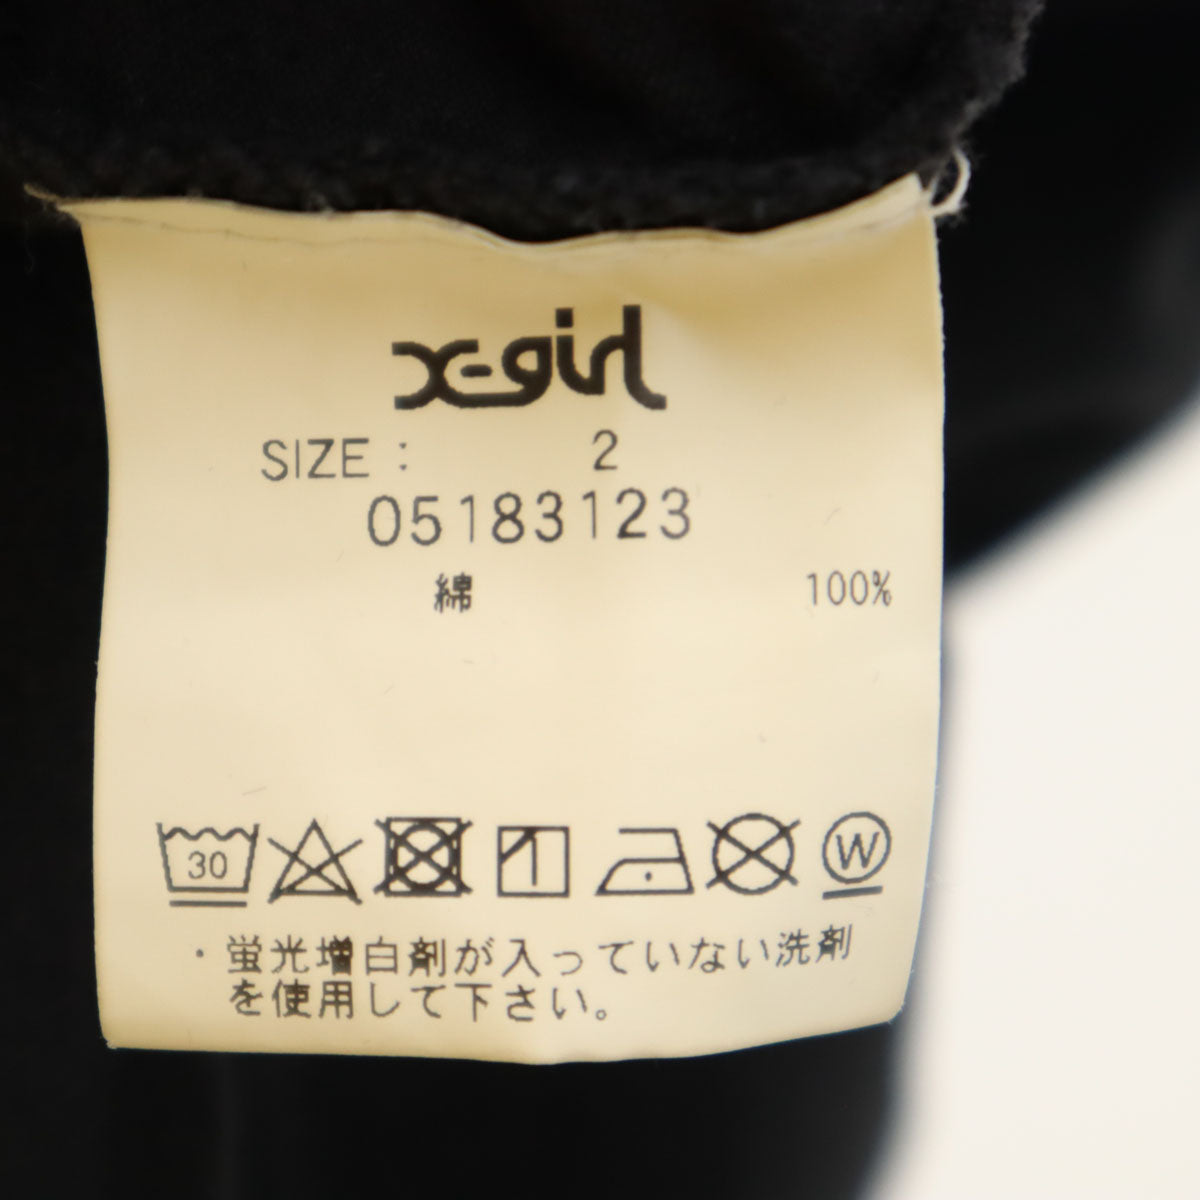 X-girl
SIZE : 2
05183123
綿 100%
30 W
・蛍光増白剤が入っていない洗剤
を使用して下さい。